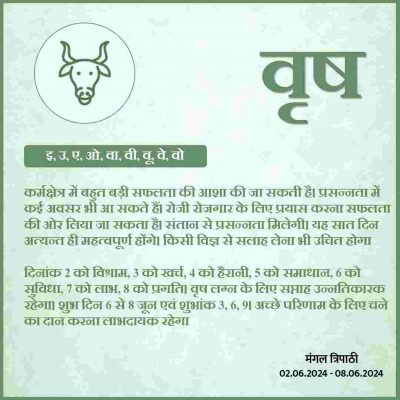 वृष
इ, उ, ए, ओ, वा, वी, वू, वे, वो
कर्मक्षेत्र में बहुत बड़ी सफलता की आशा की जा सकती है। प्रसन्नता में
कई अवसर भी आ सकते हैं। रोजी रोजगार के लिए प्रयास करना सफलता
की ओर लिया जा सकता है। संतान से प्रसन्नता मिलेगी। यह सात दिन
अत्यन्त ही महत्वपूर्ण होंगे। किसी विज्ञ से सलाह लेना भी उचित होगा
दिनांक 2 को विश्राम, 3 को खर्च, 4 को हैरानी, 5 को समाधान, 6 को
सुविधा, 7 को लाभ, 8 को प्रगति। वृष लग्न के लिए सप्ताह उन्नतिकारक
रहेगा। शुभ दिन 6 से 8 जून एवं शुभांक 3, 6, 9। अच्छे परिणाम के लिए चने
का दान करना लाभदायक रहेगा
मंगल त्रिपाठी
02.06.2024 - 08.06.2024